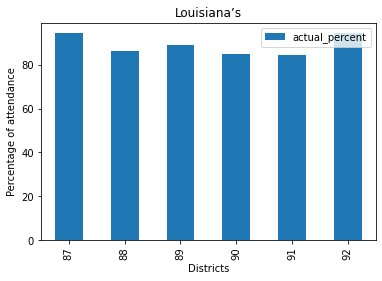 Louisiana’s
actual_percent
Percentage of attendance
80
60
40
20
0
87 88 89 90 91 92
Districts